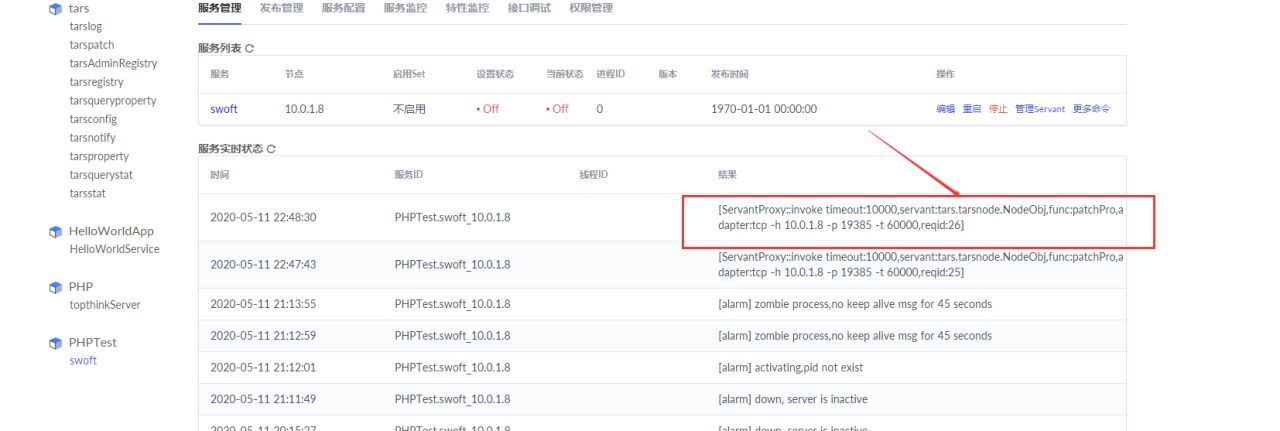 tars
tarslog
tarspatch
tarsAdminRegistry
tarsregistry
tarsqueryproperty
tarsconfig
tarsnotify
tarsproperty
tarsquerystat
tarsstat
HelloWorldApp
HelloWorldService
PHP
topthinkServer
PHPTest
swoft
服务管理 发布管理 服务配置 服务监控 特性监控 接口调试 权限管理
服务列表
服务 节点 启用Set 设置状态 当前状态 进程ID 版本 发布时间 操作
swoft 10.0.1.8 不启用 • Off • Off 0 1970-01-01 00:00:00 编辑 重启 停止 管理Servant 更多命令
服务实时状态
时间 服务ID 线程ID 结果
2020-05-11 22:48:30 PHPTest.swoft_10.0.1.8 [ServantProxy::invoke timeout:10000,servant:tars.tarsnode.NodeObj,func:patchPro,a
dapter:tcp -h 10.0.1.8 -p 19385 -t 60000,reqid:26]
2020-05-11 22:47:43 PHPTest.swoft_10.0.1.8 [ServantProxy::invoke timeout:10000,servant:tars.tarsnode.NodeObj,func:patchPro,a
dapter:tcp -h 10.0.1.8 -p 19385 -t 60000,reqid:25]
2020-05-11 21:13:55 PHPTest.swoft_10.0.1.8 [alarm] zombie process,no keep alive msg for 45 seconds
2020-05-11 21:12:59 PHPTest.swoft_10.0.1.8 [alarm] zombie process,no keep alive msg for 45 seconds
2020-05-11 21:12:01 PHPTest.swoft_10.0.1.8 [alarm] activating,pid not exist
2020-05-11 21:11:49 PHPTest.swoft_10.0.1.8 [alarm] down, server is inactive
2020-05-11 20:15:27 PHPTest.swoft_10.0.1.8 [alarm] down, server is inactive